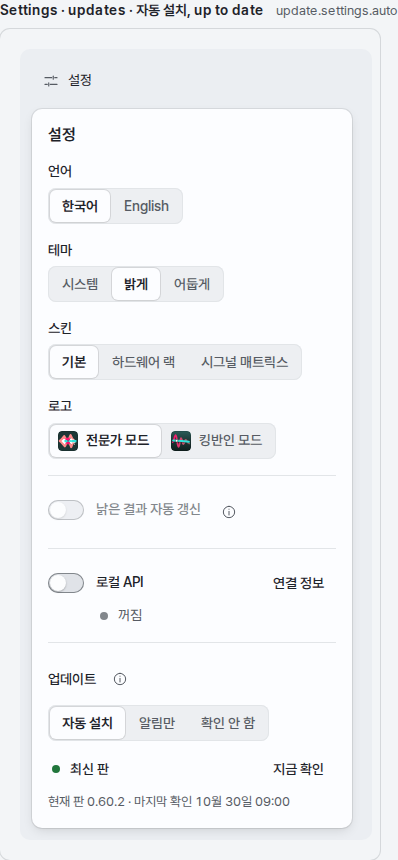 Settings · updates · 자동 설치, up to date update.settings.auto
설정
설정
언어
한국어 English
테마
시스템 밝게 어둡게
스킨
기본 하드웨어 랙 시그널 매트릭스
로고
전문가 모드 킹반인 모드
낡은 결과 자동 갱신
로컬 API 연결 정보
꺼짐
업데이트
자동 설치 알림만 확인 안 함
최신 판 지금 확인
현재 판 0.60.2 · 마지막 확인 10월 30일 09:00